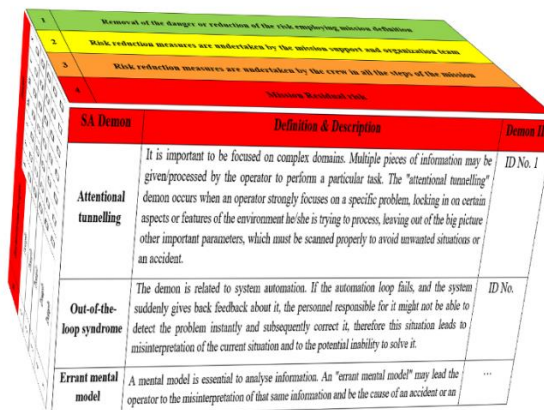 1 Removal of the danger or reduction of the risk employing mission definition
2 Risk reduction measures are undertaken by the mission support and organization team
3 Risk reduction measures are undertaken by the crew in all the steps of the mission
4 Mission Residual risk
SA Demon Definition & Description Demon ID
Attentional tunnelling
It is important to be focused on complex domains. Multiple pieces of information may be
given/processed by the operator to perform a particular task. The "attentional tunnelling"
demon occurs when an operator strongly focuses on a specific problem, locking in on certain
aspects or features of the environment he/she is trying to process, leaving out of the big picture
other important parameters, which must be scanned properly to avoid unwanted situations or
an accident.
ID No. 1
Out-of-the-
loop syndrome
The demon is related to system automation. If the automation loop fails, and the system
suddenly gives back feedback about it, the personnel responsible for it might not be able to
detect the problem instantly and subsequently correct it, therefore this situation leads to
misinterpretation of the current situation and to the potential inability to solve it.
ID No.
Errant mental
model
A mental model is essential to analyse information. An "errant mental model" may lead the
operator to the misinterpretation of that same information and be the cause of an accident or an
…